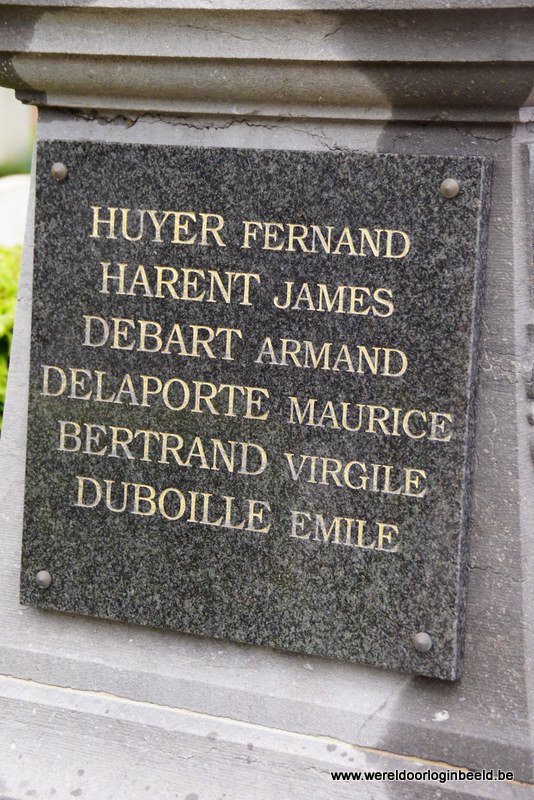 HUYER FERNAND
HARENT JAMES
DEBART ARMAND
DELAPORTE MAURICE
BERTRAND VIRGILE
DUBOILLE EMILE
www.wereldoorloginbeeld.be